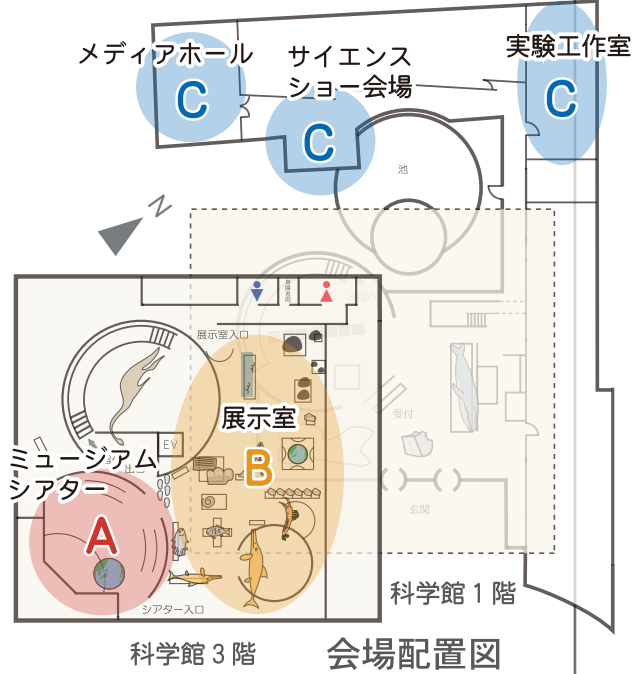 メディアホール
C
サイエンス
ショー会場
C
実験工作室
C
池
N
展示室入口
展示室
B
EV
出口
ミュージアム
シアター
A
シアター入口
受付
玄関
科学館 1 階
科学館 3 階
会場配置図